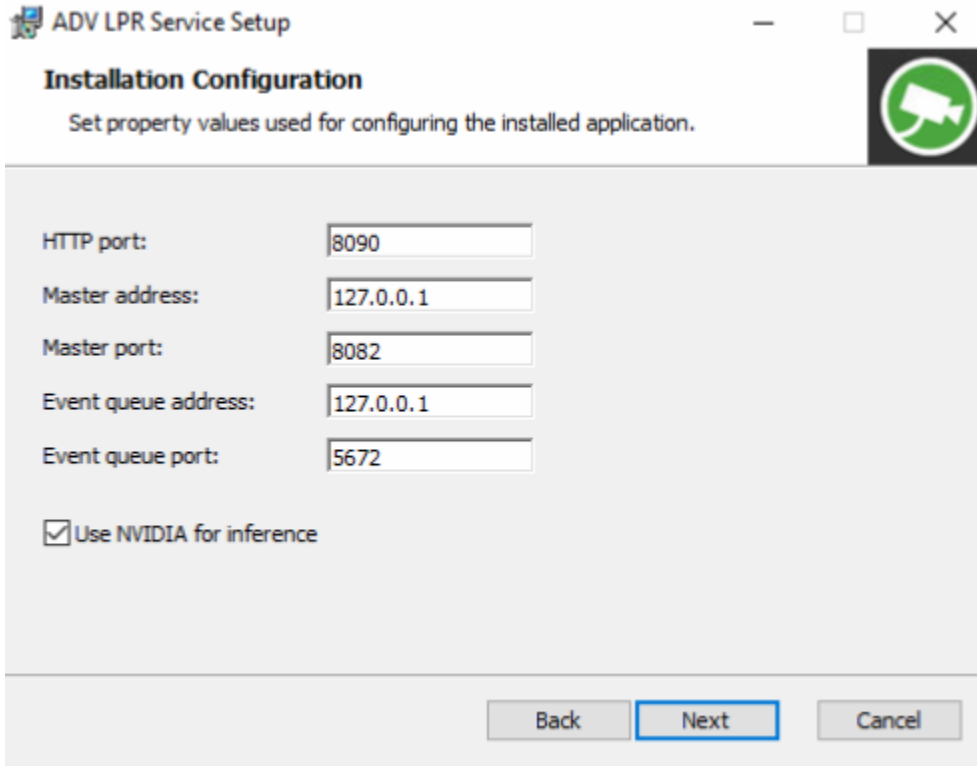 ADV LPR Service Setup
Installation Configuration
Set property values used for configuring the installed application.
HTTP port: 8090
Master address: 127.0.0.1
Master port: 8082
Event queue address: 127.0.0.1
Event queue port: 5672
Use NVIDIA for inference
Back Next Cancel